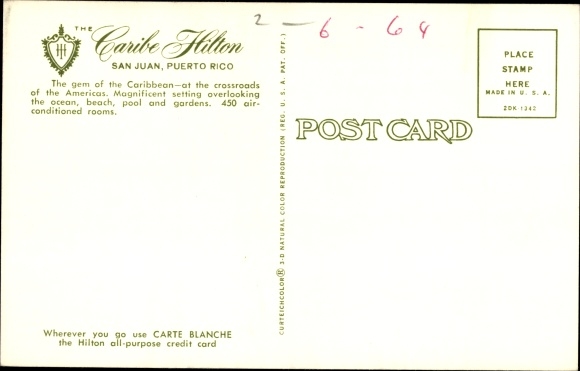 THE
Caribe Hilton
SAN JUAN, PUERTO RICO
The gem of the Caribbean—at the crossroads
of the Americas. Magnificent setting overlooking
the ocean, beach, pool and gardens. 450 air-
conditioned rooms.
2 - 6 - 64
PLACE
STAMP
HERE
MADE IN U. S. A.
2DK-1342
POST CARD
CURTEICHCOLOR® 3-D NATURAL COLOR REPRODUCTION (REG. U. S. A. PAT. OFF.)
Wherever you go use CARTE BLANCHE
the Hilton all-purpose credit card